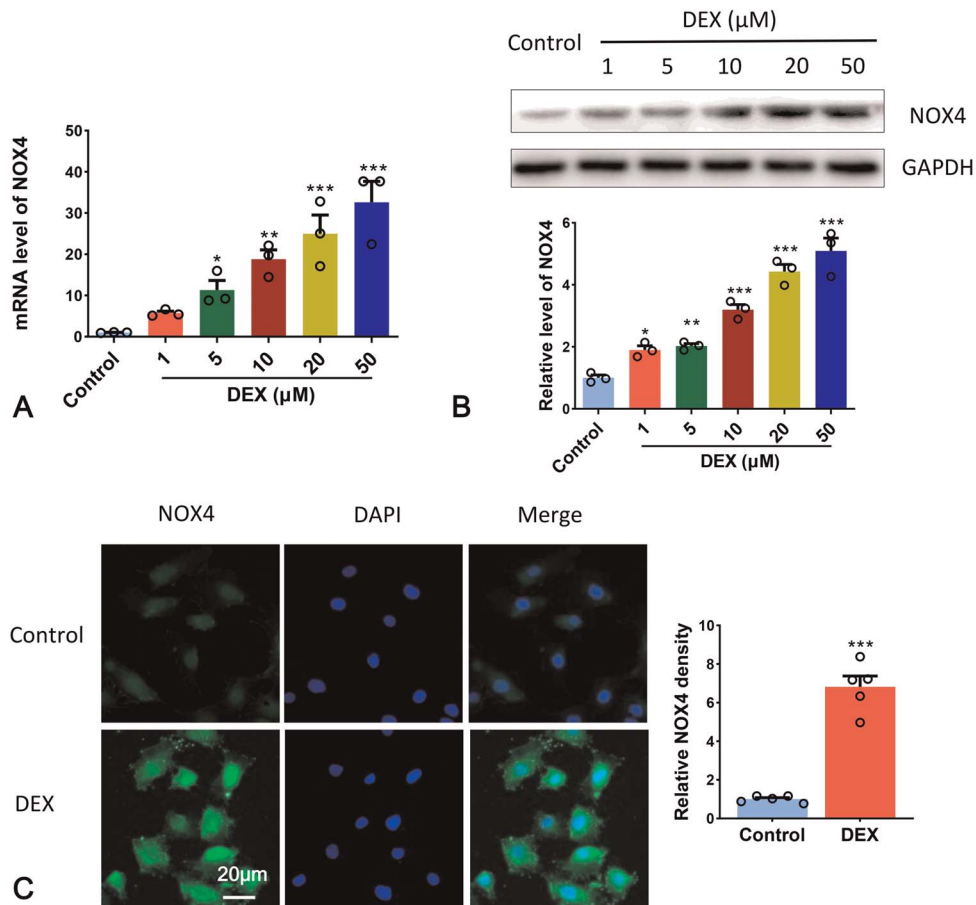 mRNA level of NOX4
50
40
30
20
10
0
*
**
***
***
Control
1
5
10
20
50
DEX (µM)
A
Control
DEX (µM)
1 5 10 20 50
NOX4
GAPDH
Relative level of NOX4
6
4
2
0
*
**
***
***
***
Control
1
5
10
20
50
DEX (µM)
B
NOX4 DAPI Merge
Control
DEX
20µm
C
Relative NOX4 density
10
8
6
4
2
0
***
Control DEX